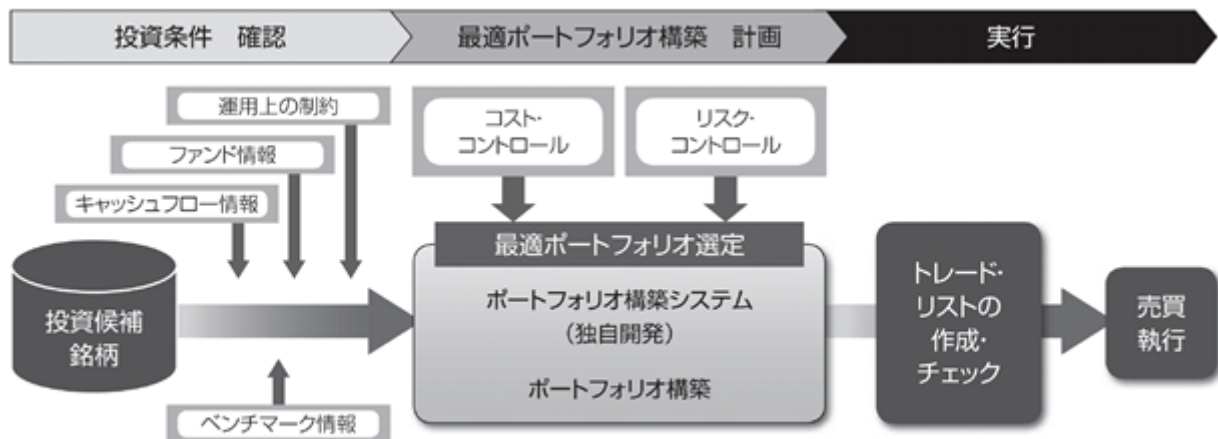 投資条件 確認
最適ポートフォリオ構築 計画
実行
運用上の制約
ファンド情報
キャッシュフロー情報
コスト・
コントロール
リスク・
コントロール
投資候補
銘柄
最適ポートフォリオ選定
ポートフォリオ構築システム
(独自開発)
ポートフォリオ構築
トレード・
リストの
作成・
チェック
売買
執行
ベンチマーク情報